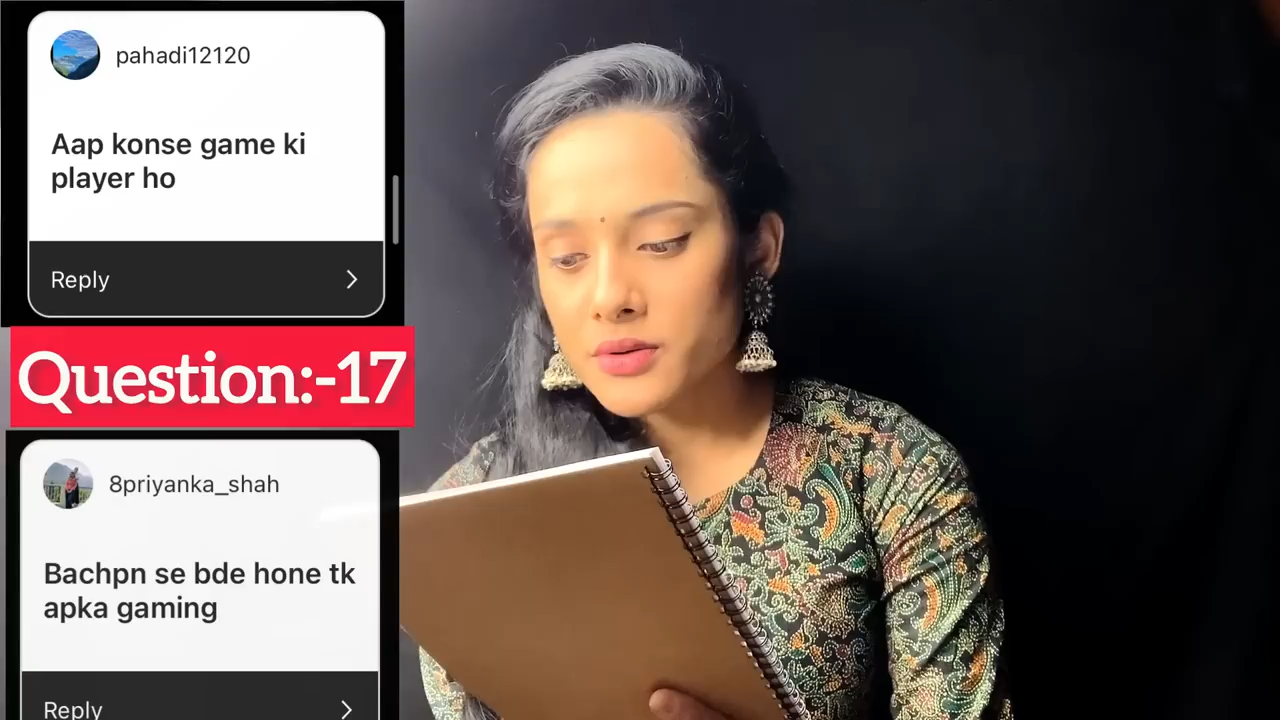 pahadi12120
Aap konse game ki
player ho
Reply
Question:-17
8priyanka_shah
Bachpn se bde hone tk
apka gaming
Reply